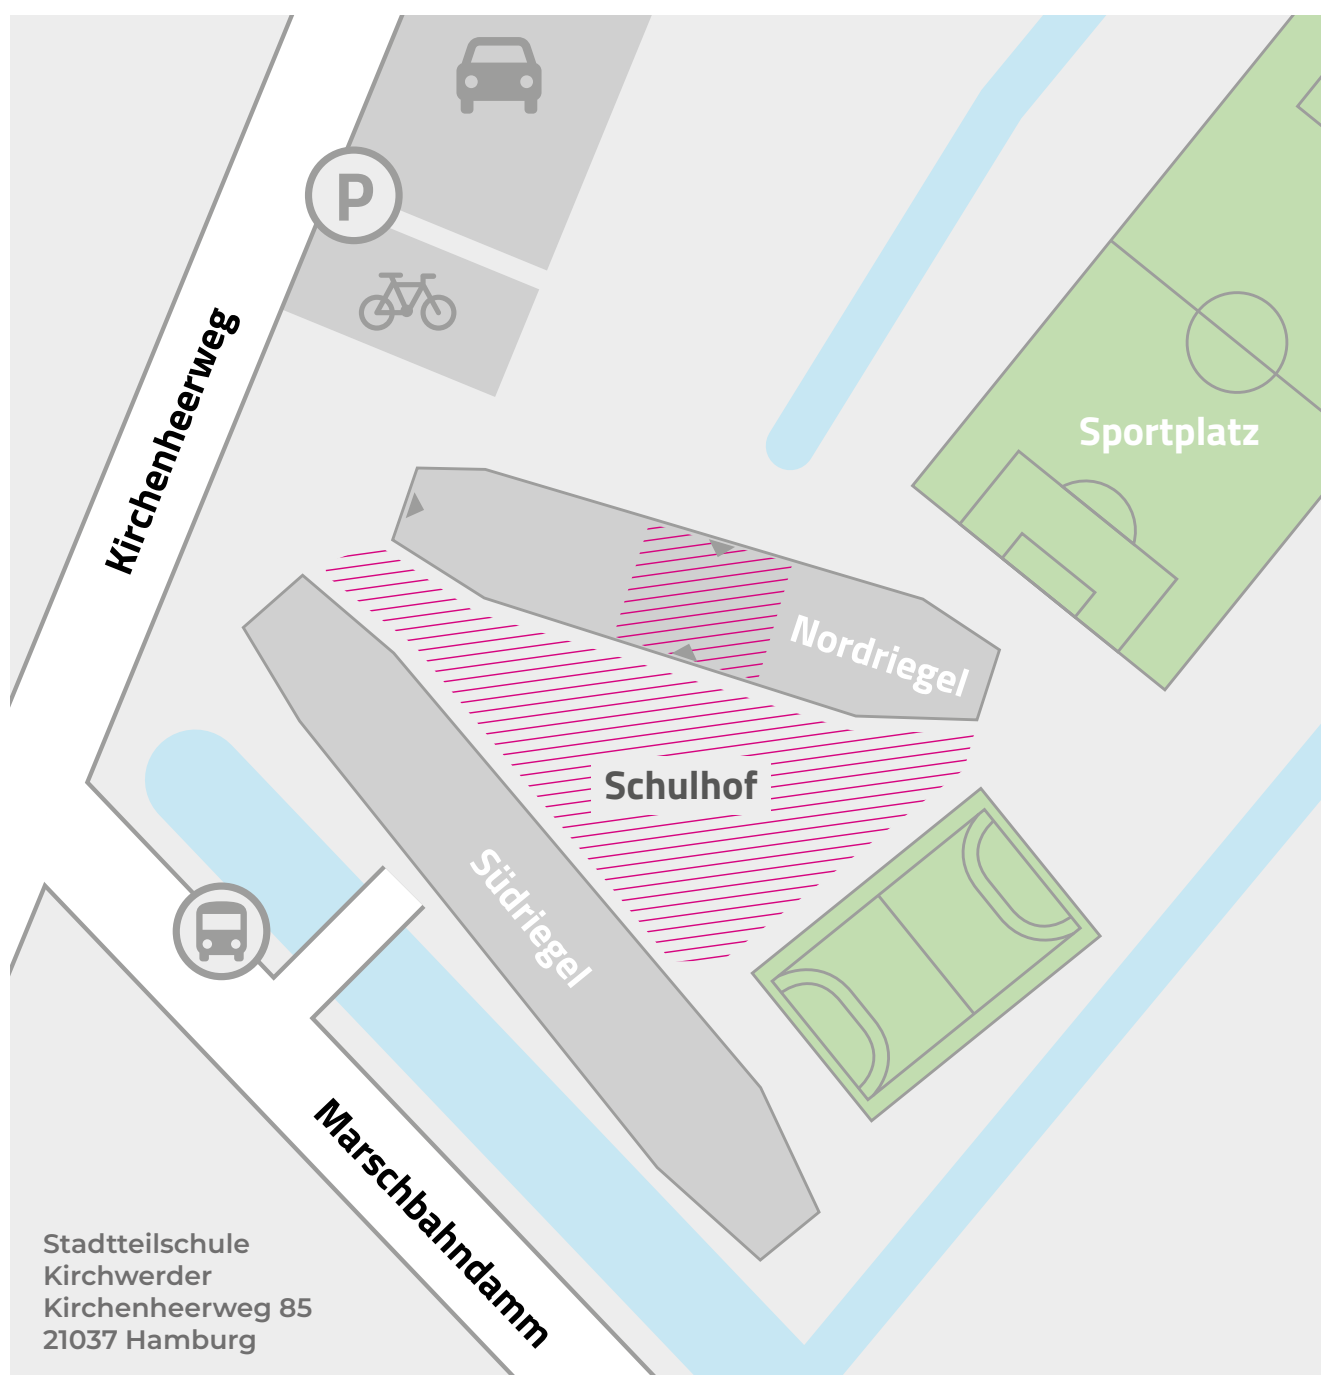 P
Kirchenheerweg
Sportplatz
Nordriegel
Schulhof
Südriegel
Marschbahndamm
Stadtteilschule
Kirchwerder
Kirchenheerweg 85
21037 Hamburg